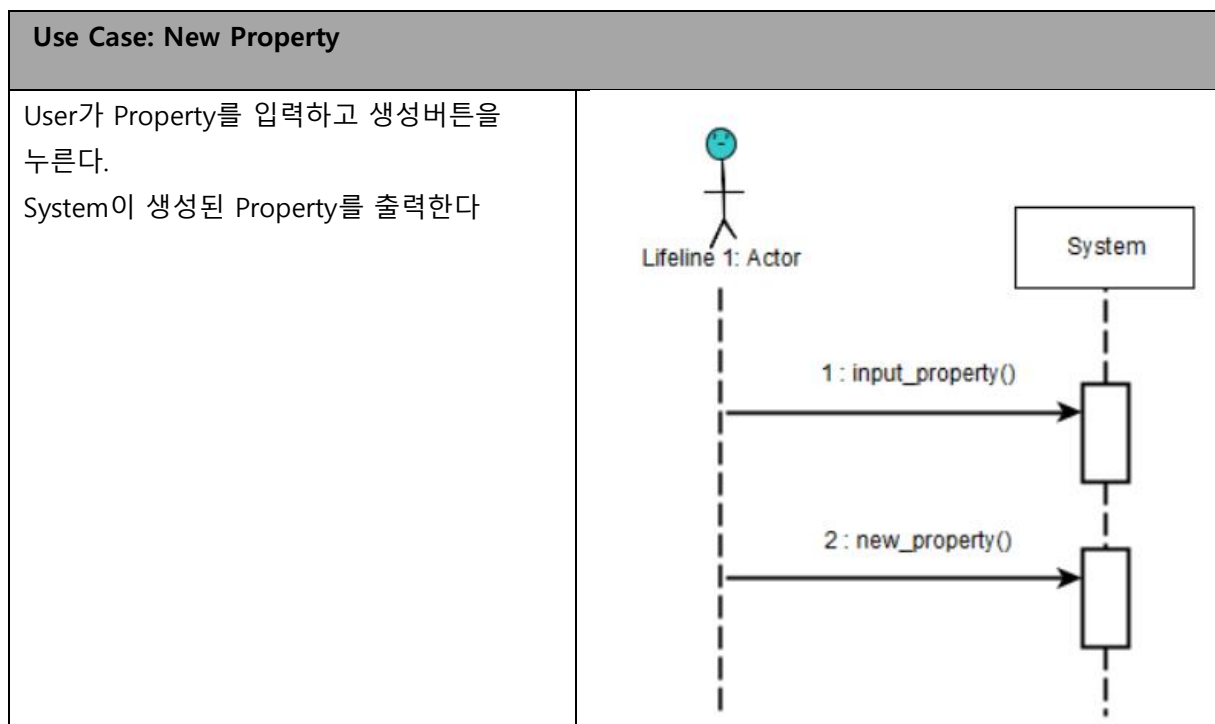 Use Case: New Property
User가 Property를 입력하고 생성버튼을
누른다.
System이 생성된 Property를 출력한다
Lifeline 1: Actor
System
1 : input_property()
2 : new_property()